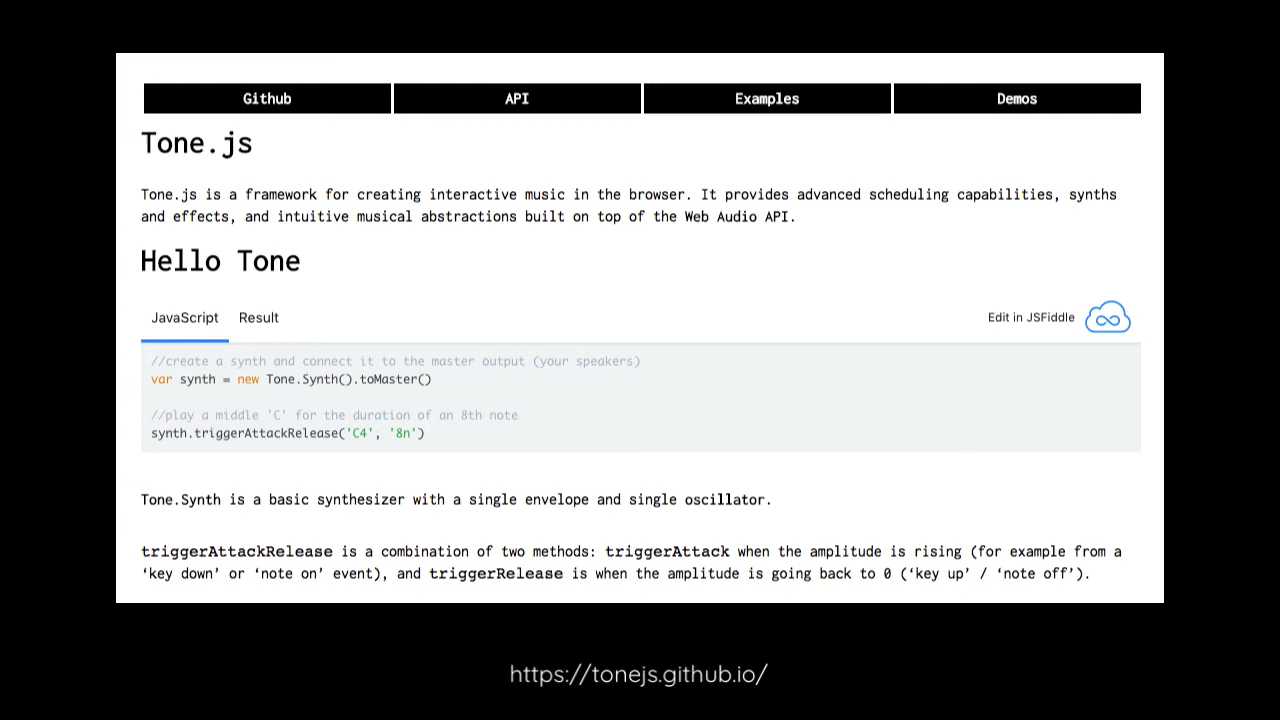 Github API Examples Demos
Tone.js
Tone.js is a framework for creating interactive music in the browser. It provides advanced scheduling capabilities, synths
and effects, and intuitive musical abstractions built on top of the Web Audio API.
Hello Tone
JavaScript Result Edit in JSFiddle
//create a synth and connect it to the master output (your speakers)
var synth = new Tone.Synth().toMaster()
//play a middle 'C' for the duration of an 8th note
synth.triggerAttackRelease('C4', '8n')
Tone.Synth is a basic synthesizer with a single envelope and single oscillator.
triggerAttackRelease is a combination of two methods: triggerAttack when the amplitude is rising (for example from a
‘key down’ or ‘note on’ event), and triggerRelease is when the amplitude is going back to 0 (‘key up’ / ‘note off’).
https://tonejs.github.io/